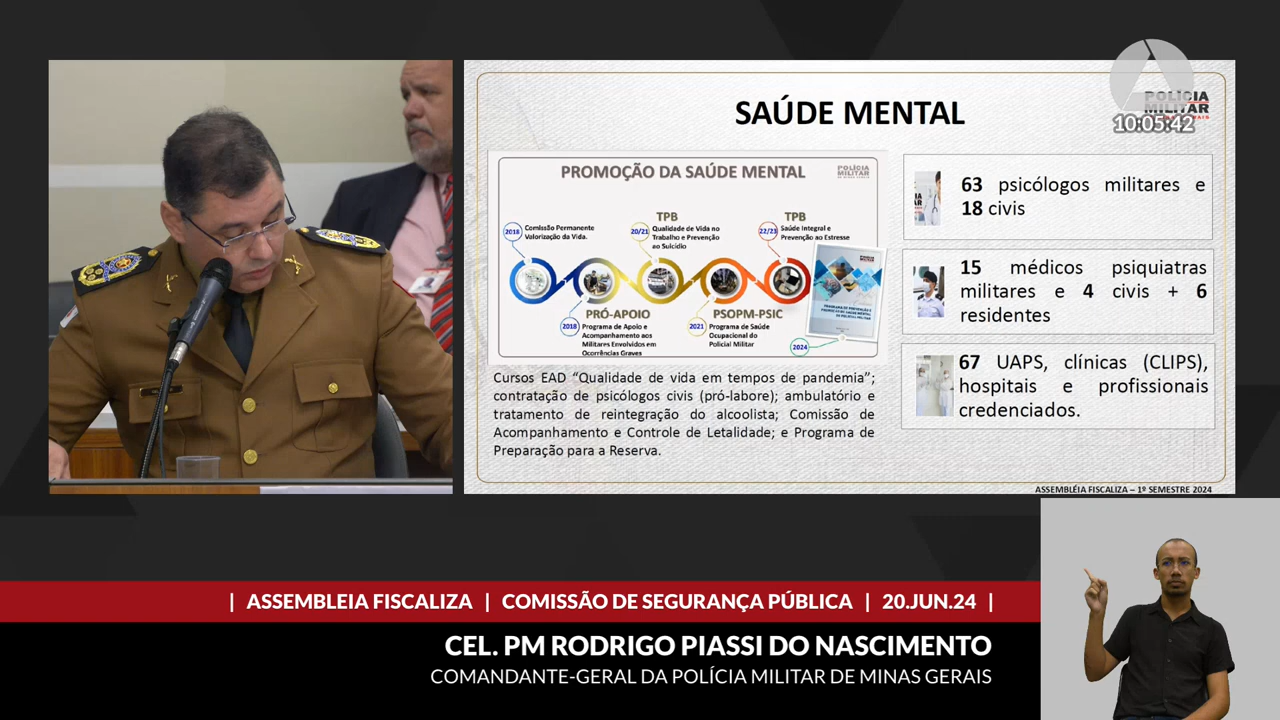 SAÚDE MENTAL
POLÍCIA
MILITAR
10:05:42
PROMOÇÃO DA SAÚDE MENTAL
POLÍCIA
MILITAR
2018
Comissão Permanente
Valorização da Vida.
TPB
20/21
Qualidade de Vida no
Trabalho e Prevenção
ao Suicídio
TPB
22/23
Saúde Integral e
Prevenção ao Estresse
PRÓ-APOIO
2018
Programa de Apoio e
Acompanhamento aos
Militares Envolvidos em
Ocorrências Graves
PSOPM-PSIC
2021
Programa de Saúde
Ocupacional do
Policial Militar
2024
Cursos EAD “Qualidade de vida em tempos de pandemia”;
contratação de psicólogos civis (pró-labore); ambulatório e
tratamento de reintegração do alcoolista; Comissão de
Acompanhamento e Controle de Letalidade; e Programa de
Preparação para a Reserva.
63 psicólogos militares e
18 civis
15 médicos psiquiatras
militares e 4 civis + 6
residentes
67 UAPS, clínicas (CLIPS),
hospitais e profissionais
credenciados.
ASSEMBLÉIA FISCALIZA – 1º SEMESTRE 2024
| ASSEMBLEIA FISCALIZA | COMISSÃO DE SEGURANÇA PÚBLICA | 20.JUN.24 |
CEL. PM RODRIGO PIASSI DO NASCIMENTO
COMANDANTE-GERAL DA POLÍCIA MILITAR DE MINAS GERAIS